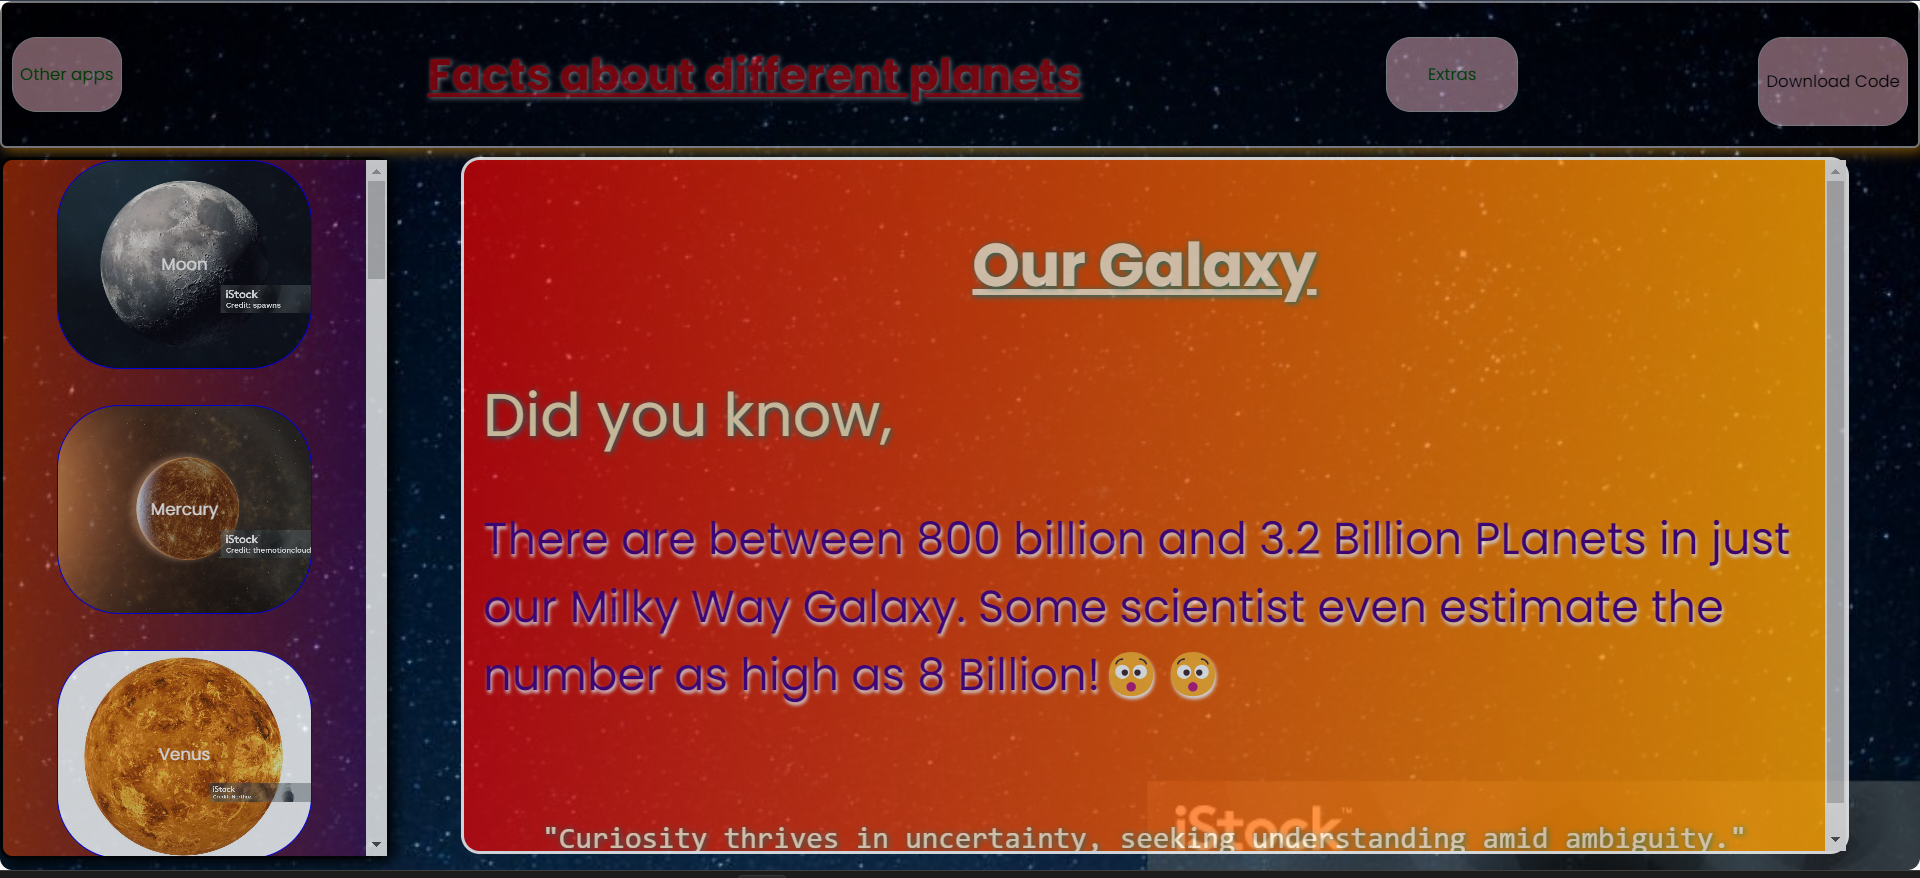 Other apps
Facts about different planets
Extras
Download Code
Moon
iStock
Credit: spawns
Mercury
iStock
Credit: themotioncloud
Venus
iStock
Our Galaxy
Did you know,
There are between 800 billion and 3.2 Billion PLanets in just
our Milky Way Galaxy. Some scientist even estimate the
number as high as 8 Billion!😲 😲
iStock™
"Curiosity thrives in uncertainty, seeking understanding amid ambiguity."